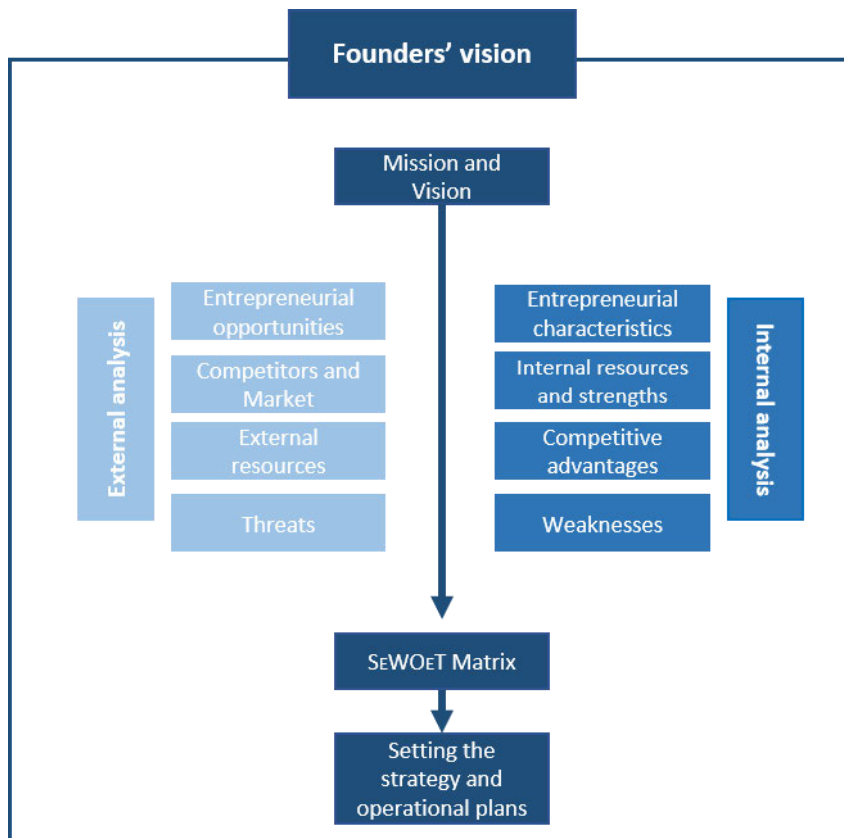 Founders’ vision
Mission and
Vision
External analysis
Entrepreneurial
opportunities
Competitors and
Market
External
resources
Threats
Entrepreneurial
characteristics
Internal resources
and strengths
Competitive
advantages
Weaknesses
Internal analysis
SEWOET Matrix
Setting the
strategy and
operational plans